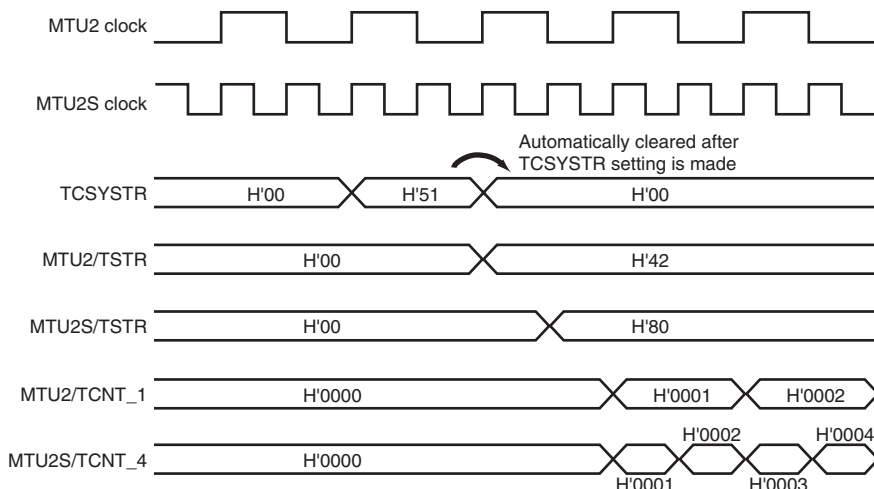 MTU2 clock
MTU2S clock
Automatically cleared after
TCSYSTR setting is made
TCSYSTR H'00 H'51 H'00
MTU2/TSTR H'00 H'42
MTU2S/TSTR H'00 H'80
MTU2/TCNT_1 H'0000 H'0001 H'0002
MTU2S/TCNT_4 H'0000 H'0001 H'0002 H'0003 H'0004